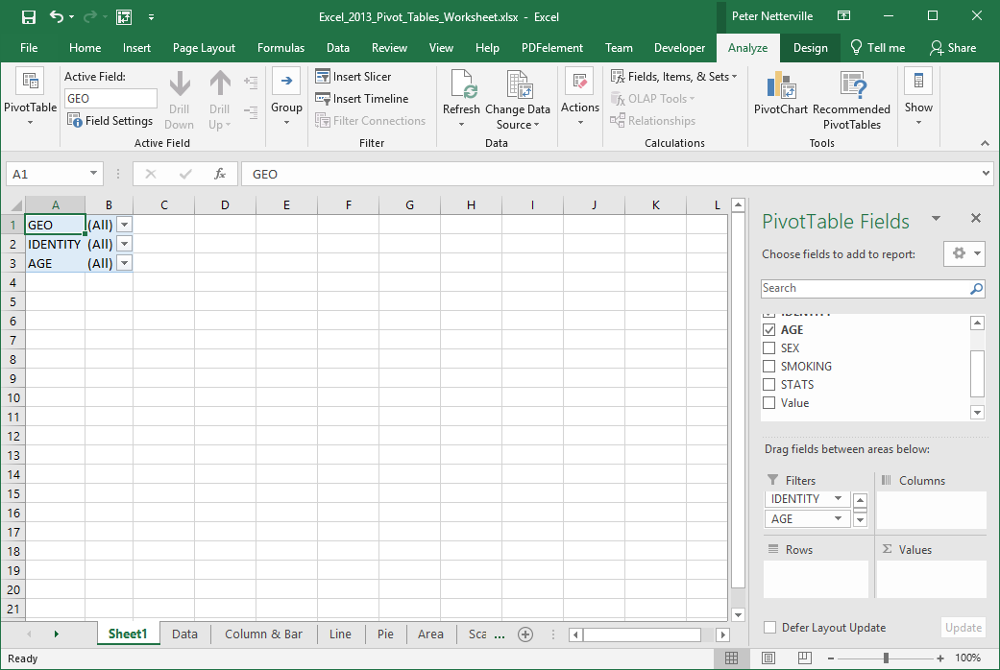 Excel_2013_Pivot_Tables_Worksheet.xlsx - Excel
Peter Netterville
File Home Insert Page Layout Formulas Data Review View Help PDFelement Team Developer Analyze Design Tell me Share
PivotTable
Active Field:
GEO
Field Settings
Drill Down
Drill Up
Active Field
Group
Insert Slicer
Insert Timeline
Filter Connections
Filter
Refresh
Change Data Source
Data
Actions
Fields, Items, & Sets
OLAP Tools
Relationships
Calculations
PivotChart
Recommended PivotTables
Tools
Show
A1
fx
GEO
A B C D E F G H I J K L
1 GEO (All)
2 IDENTITY (All)
3 AGE (All)
4
5
6
7
8
9
10
11
12
13
14
15
16
17
18
19
20
21
PivotTable Fields
Choose fields to add to report:
Search
IDENTITY
AGE
SEX
SMOKING
STATS
Value
Drag fields between areas below:
Filters
IDENTITY
AGE
Columns
Rows
Σ Values
Defer Layout Update
Update
Sheet1 Data Column & Bar Line Pie Area Sca ...
Ready
100%